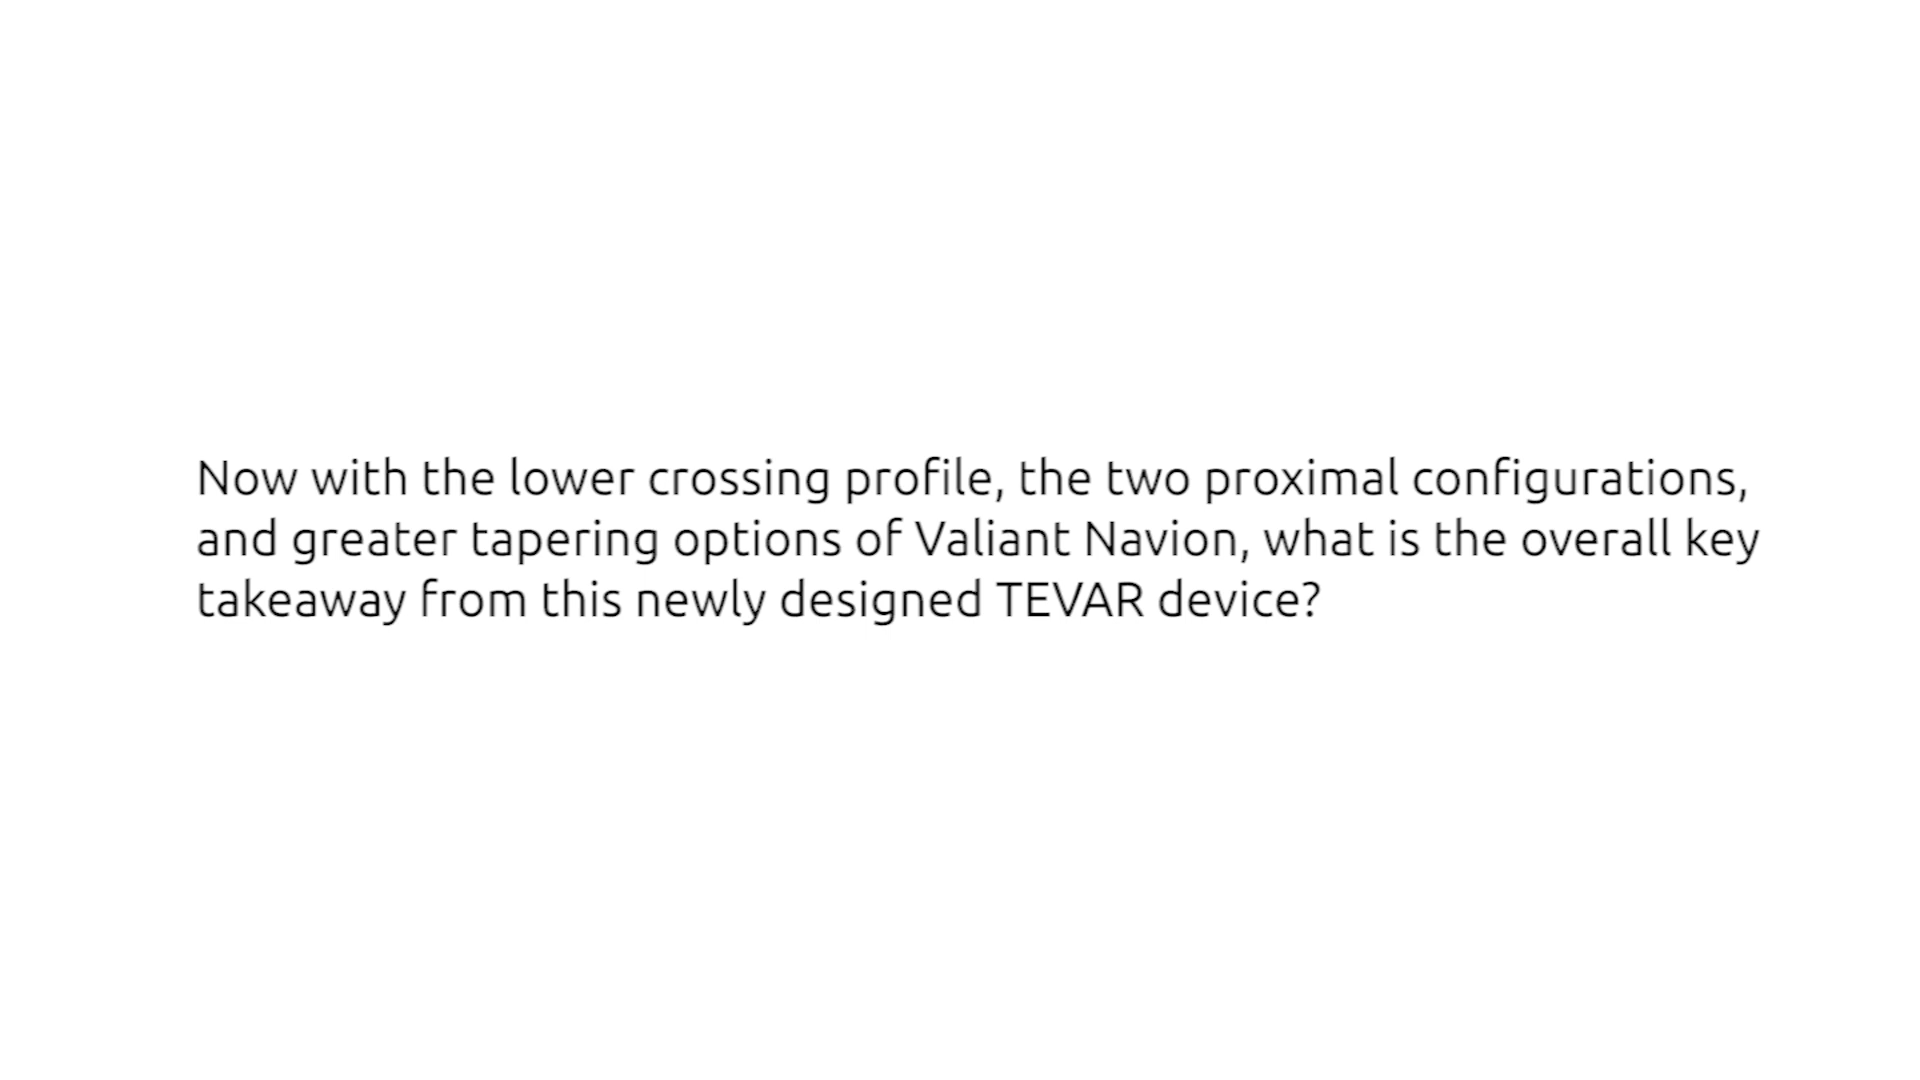 Now with the lower crossing profile, the two proximal configurations,
and greater tapering options of Valiant Navion, what is the overall key
takeaway from this newly designed TEVAR device?